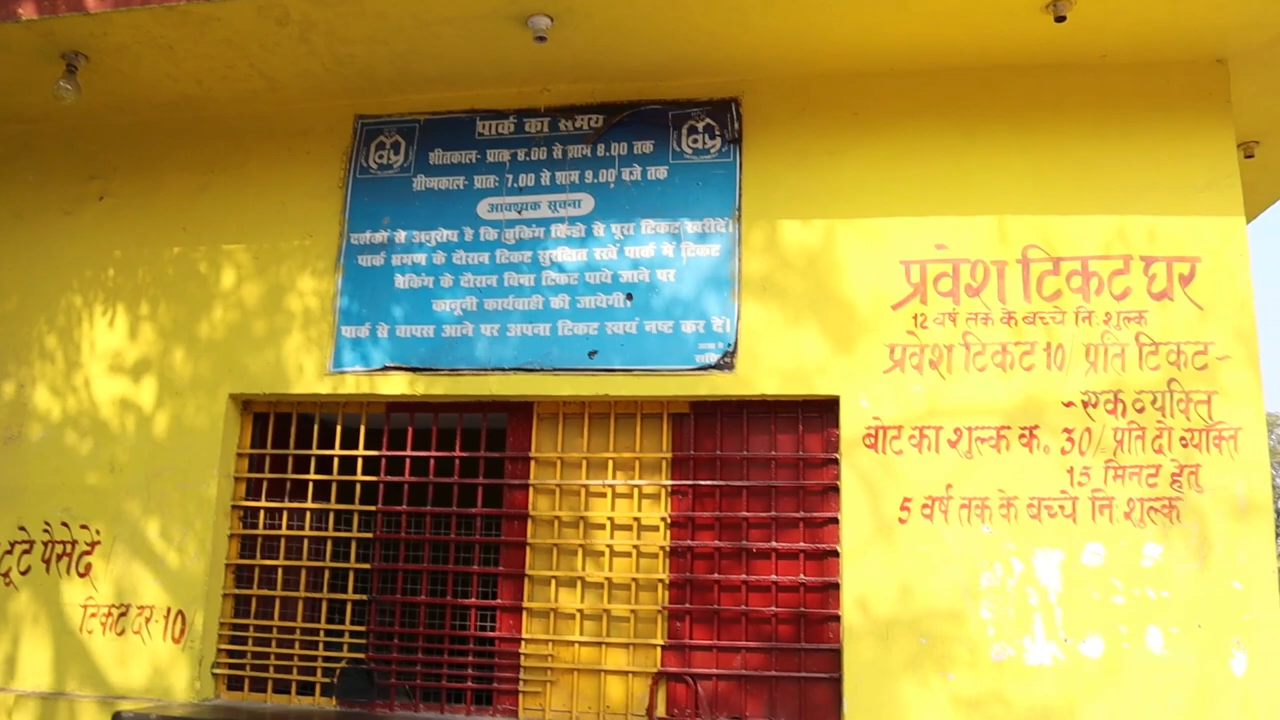 पार्क का समय
शीतकाल- प्रातः 8.00 से शाम 8.00 तक
ग्रीष्मकाल- प्रातः 7.00 से शाम 9.00 बजे तक
आवश्यक सूचना
दर्शकों से अनुरोध है कि बुकिंग विन्डो से पूरा टिकट खरीदें।
पार्क भ्रमण के दौरान टिकट सुरक्षित रखें पार्क में टिकट
चेकिंग के दौरान बिना टिकट पाये जाने पर
कानूनी कार्यवाही की जायेगी।
पार्क से वापस आने पर अपना टिकट स्वयं नष्ट कर दें।
प्रवेश टिकट घर
12 वर्ष तक के बच्चे नि:शुल्क
प्रवेश टिकट 10/ प्रति टिकट-
-एक व्यक्ति
बोट का शुल्क क. 30/- प्रति दो व्यक्ति
15 मिनट हेतु
5 वर्ष तक के बच्चे नि:शुल्क
टूटे पैसे दें
टिकट दर-10/